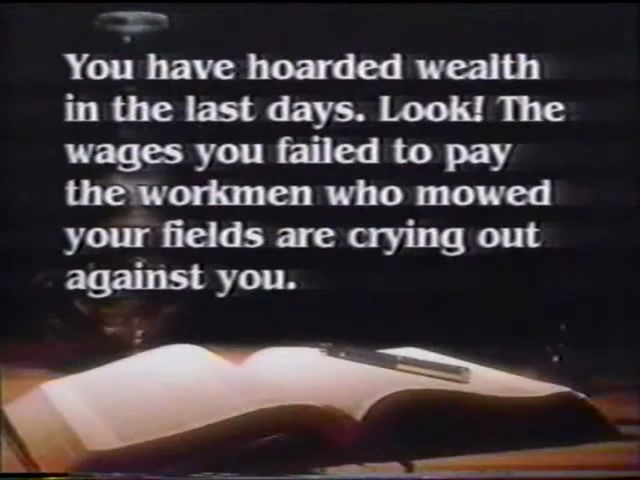 You have hoarded wealth
in the last days. Look! The
wages you failed to pay
the workmen who mowed
your fields are crying out
against you.